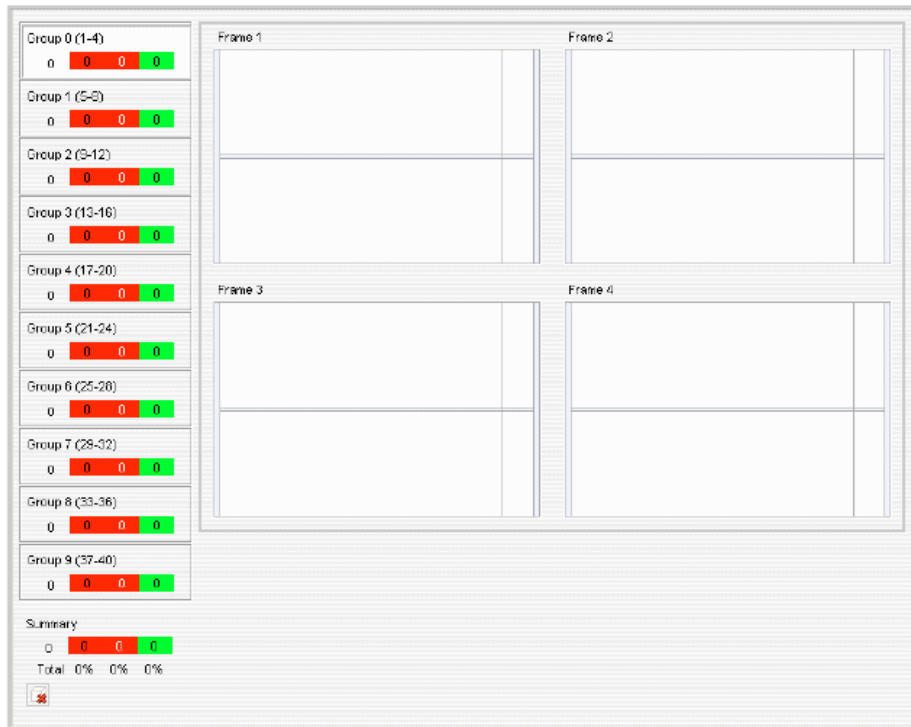 Group 0 (1-4)
0 0 0 0
Group 1 (5-8)
0 0 0 0
Group 2 (9-12)
0 0 0 0
Group 3 (13-16)
0 0 0 0
Group 4 (17-20)
0 0 0 0
Group 5 (21-24)
0 0 0 0
Group 6 (25-28)
0 0 0 0
Group 7 (29-32)
0 0 0 0
Group 8 (33-36)
0 0 0 0
Group 9 (37-40)
0 0 0 0
Summary
0 0 0 0
Total 0% 0% 0%
Frame 1
Frame 2
Frame 3
Frame 4